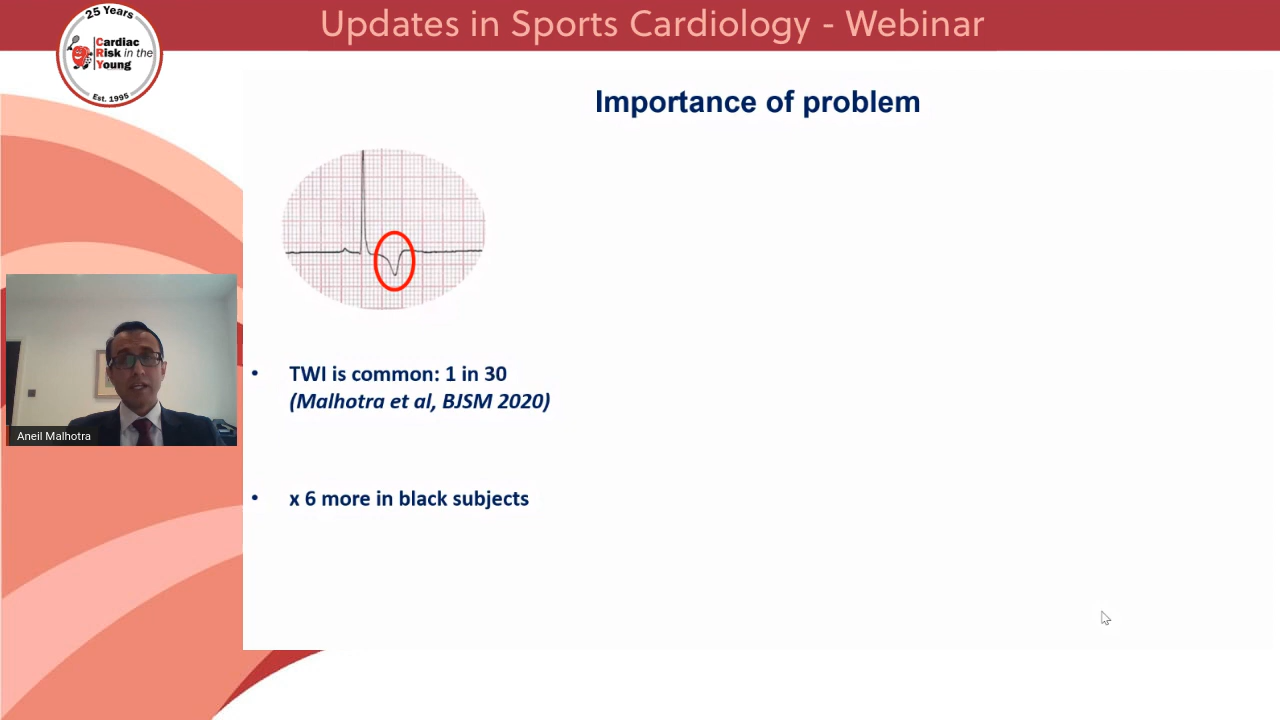 Updates in Sports Cardiology - Webinar
25 Years
Cardiac
Risk in the
Young
Est. 1995
Importance of problem
• TWI is common: 1 in 30
(Malhotra et al, BJSM 2020)
• x 6 more in black subjects
Aneil Malhotra